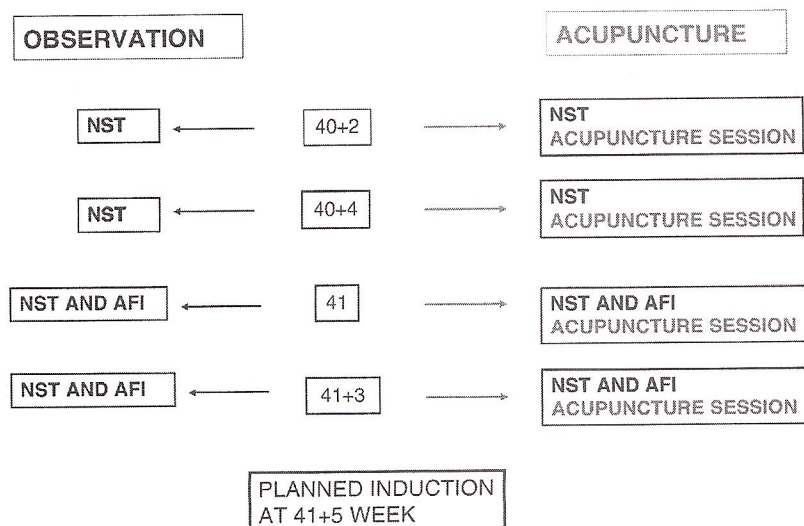 OBSERVATION
ACUPUNCTURE
NST
40+2
NST
ACUPUNCTURE SESSION
NST
40+4
NST
ACUPUNCTURE SESSION
NST AND AFI
41
NST AND AFI
ACUPUNCTURE SESSION
NST AND AFI
41+3
NST AND AFI
ACUPUNCTURE SESSION
PLANNED INDUCTION
AT 41+5 WEEK